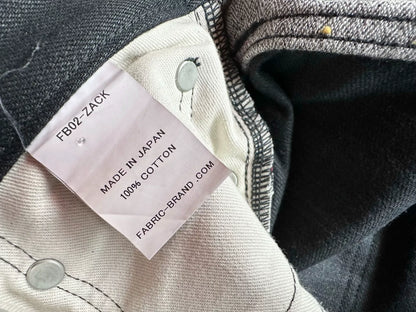 FB02-ZACK
MADE IN JAPAN
100% COTTON
FABRIC-BRAND.COM